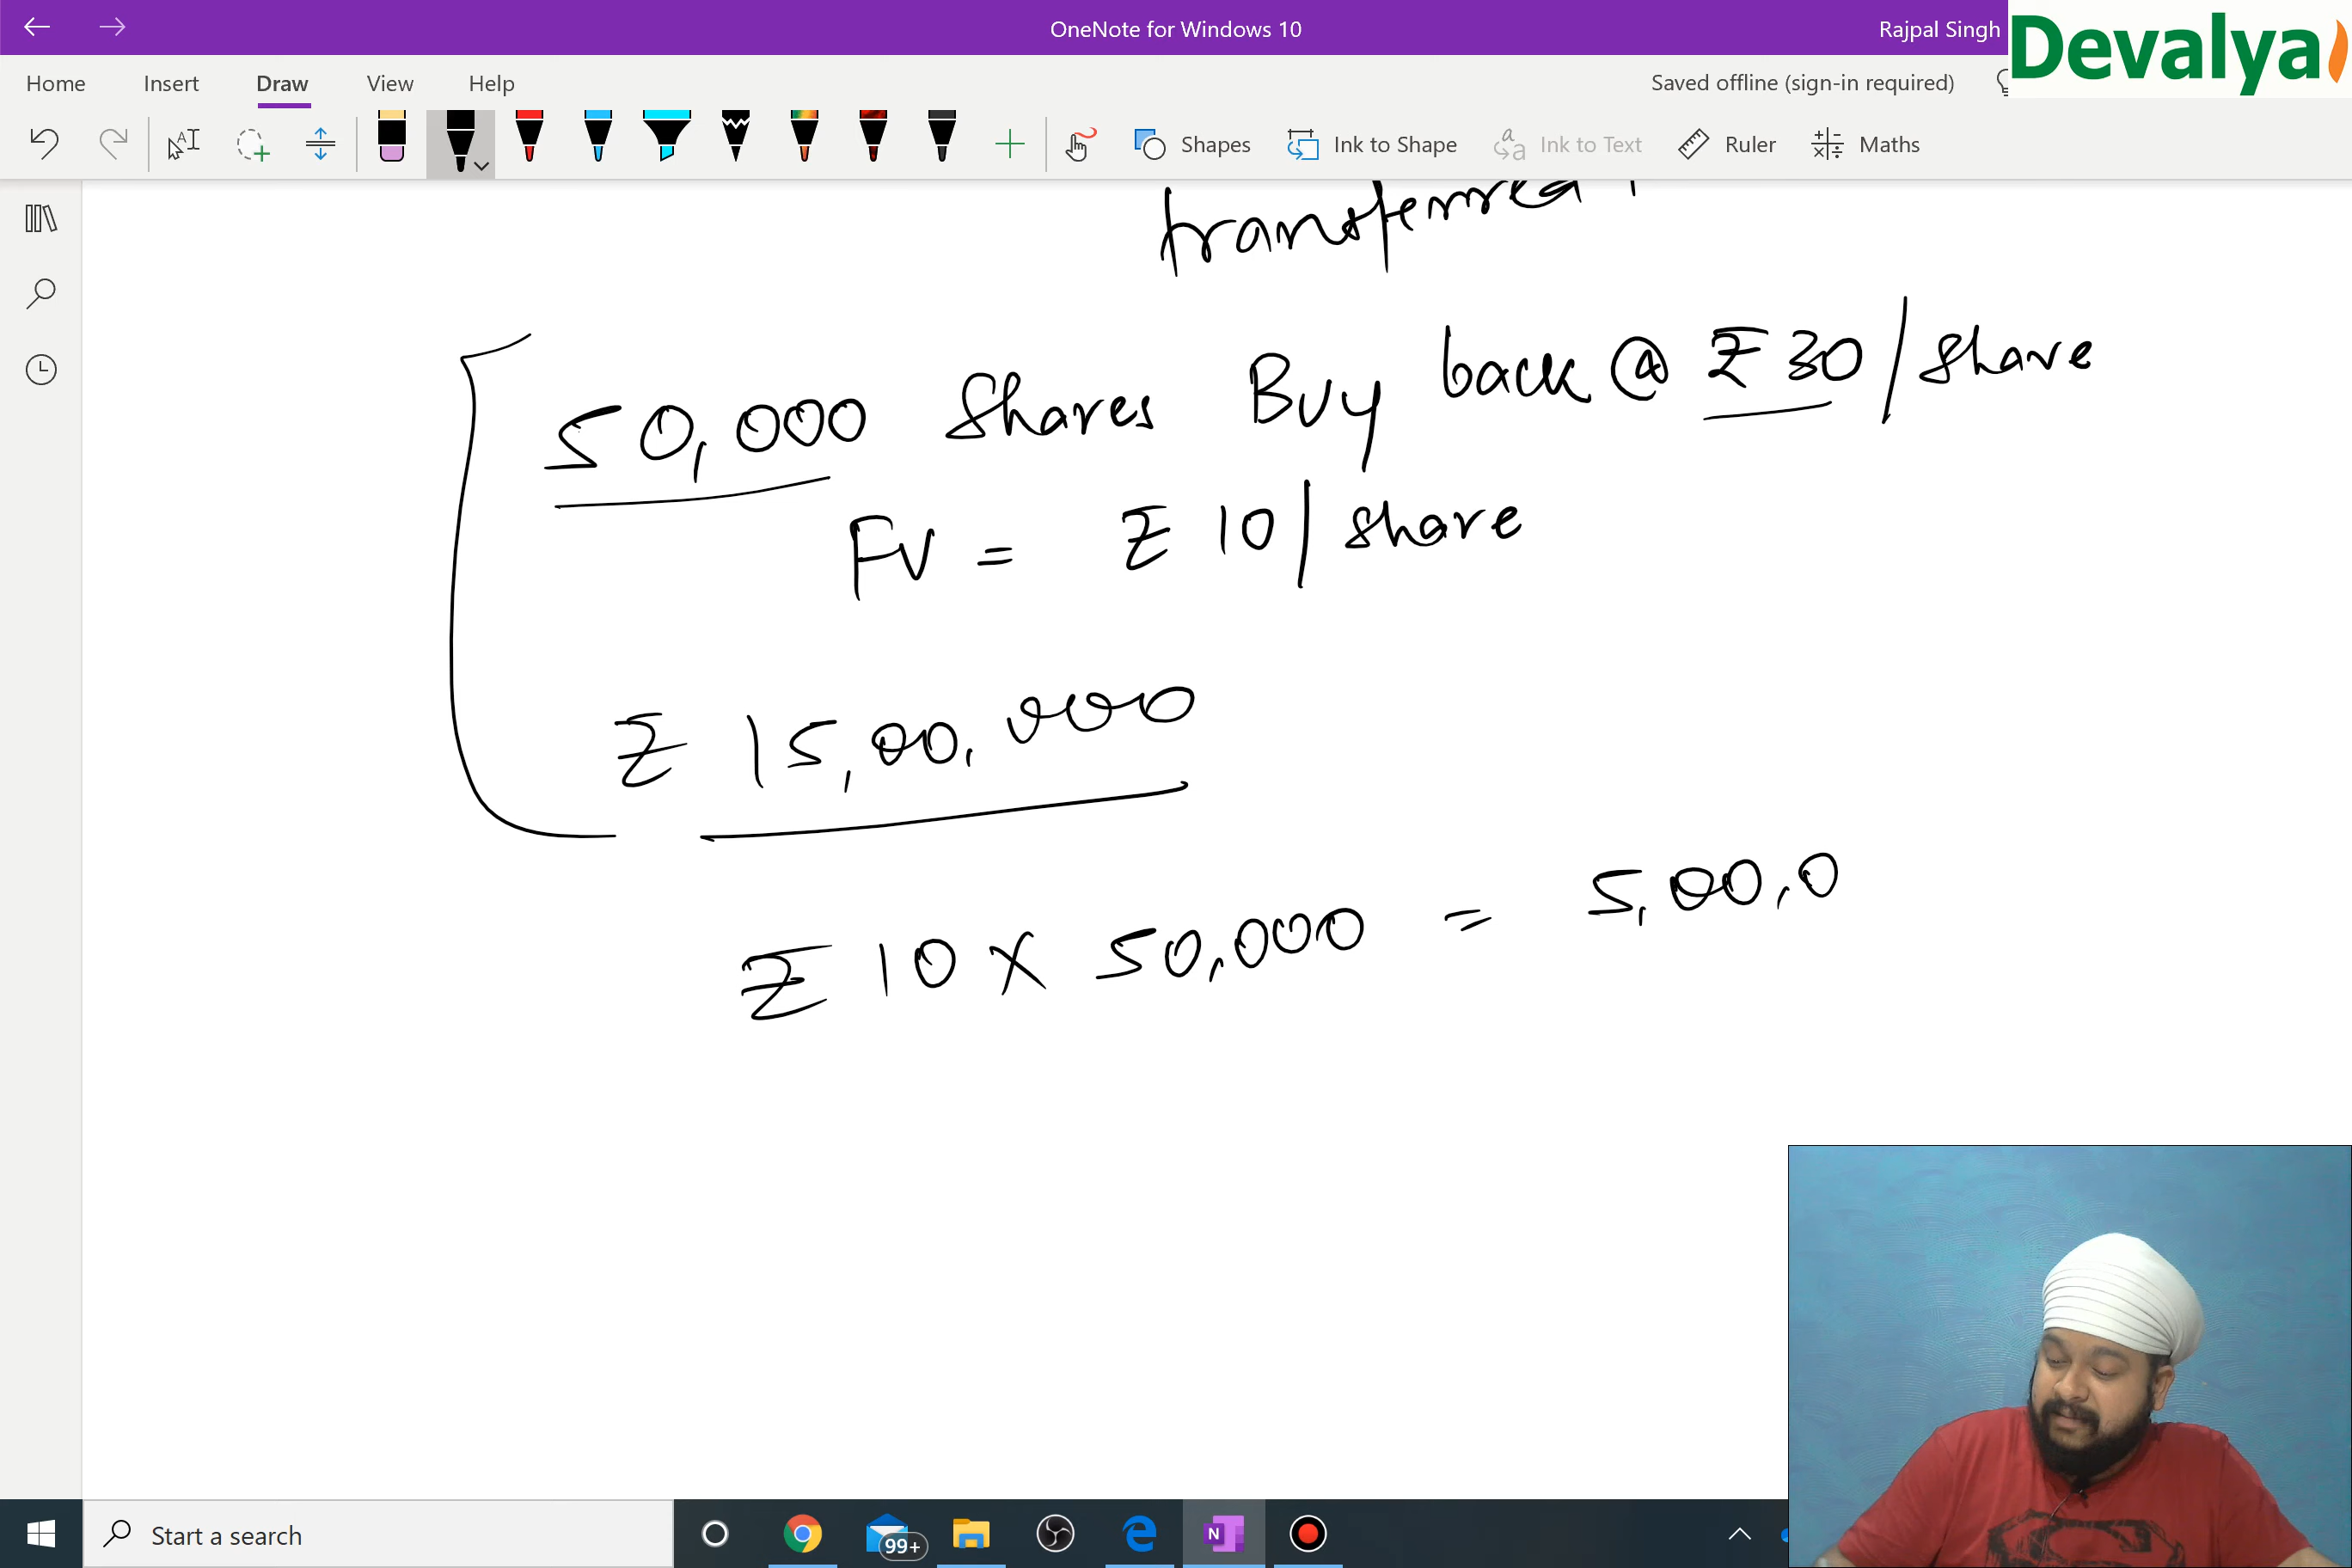 OneNote for Windows 10
Rajpal Singh
Devalya
Home Insert Draw View Help
Saved offline (sign-in required)
Shapes Ink to Shape Ink to Text Ruler Maths
transferred
50,000 Shares Buy back @ ₹ 30/share
FV = ₹ 10/share
₹ 15,00,000
₹ 10 X 50,000 = 5,00,0
Start a search
99+